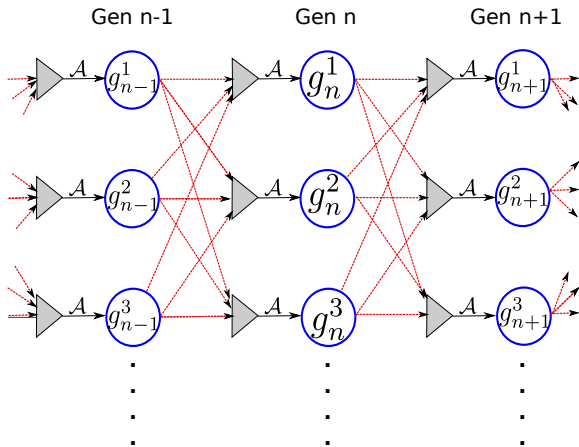 Gen n-1 Gen n Gen n+1
𝒜 g^1_{n-1} 𝒜 g^1_n 𝒜 g^1_{n+1}
𝒜 g^2_{n-1} 𝒜 g^2_n 𝒜 g^2_{n+1}
𝒜 g^3_{n-1} 𝒜 g^3_n 𝒜 g^3_{n+1}